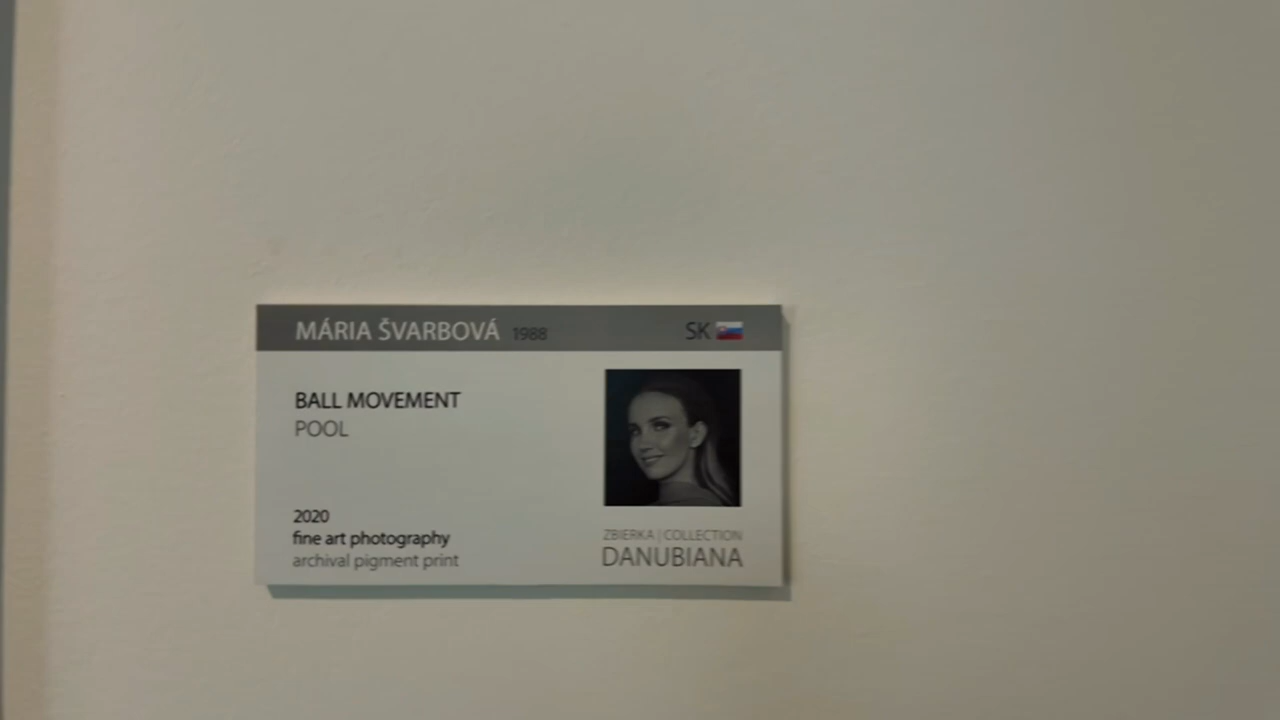 MÁRIA ŠVARBOVÁ 1988 SK
BALL MOVEMENT
POOL
2020
fine art photography
archival pigment print
ZBIERKA | COLLECTION
DANUBIANA